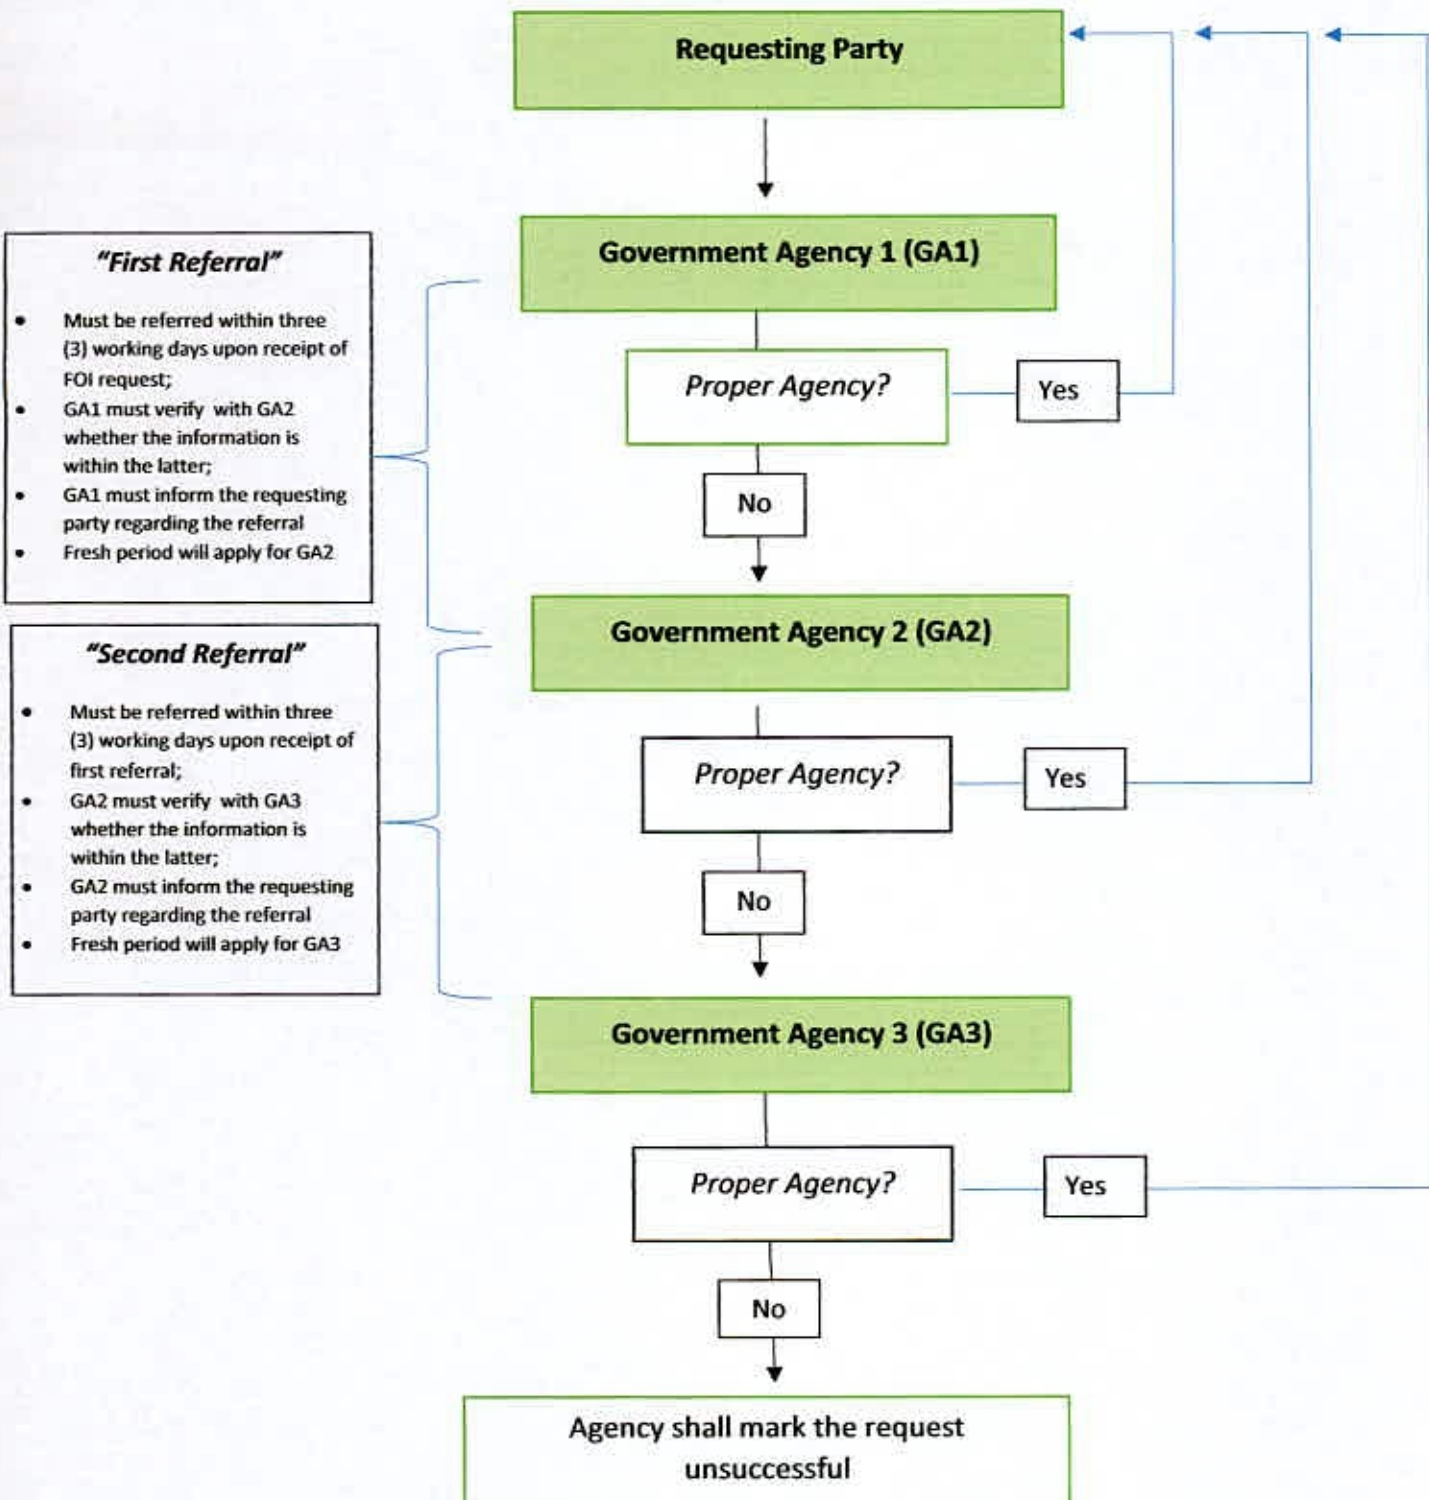 Requesting Party
Government Agency 1 (GA1)
"First Referral"
• Must be referred within three
(3) working days upon receipt of
FOI request;
• GA1 must verify with GA2
whether the information is
within the latter;
• GA1 must inform the requesting
party regarding the referral
• Fresh period will apply for GA2
Proper Agency?
Yes
No
Government Agency 2 (GA2)
"Second Referral"
• Must be referred within three
(3) working days upon receipt of
first referral;
• GA2 must verify with GA3
whether the information is
within the latter;
• GA2 must inform the requesting
party regarding the referral
• Fresh period will apply for GA3
Proper Agency?
Yes
No
Government Agency 3 (GA3)
Proper Agency?
Yes
No
Agency shall mark the request
unsuccessful